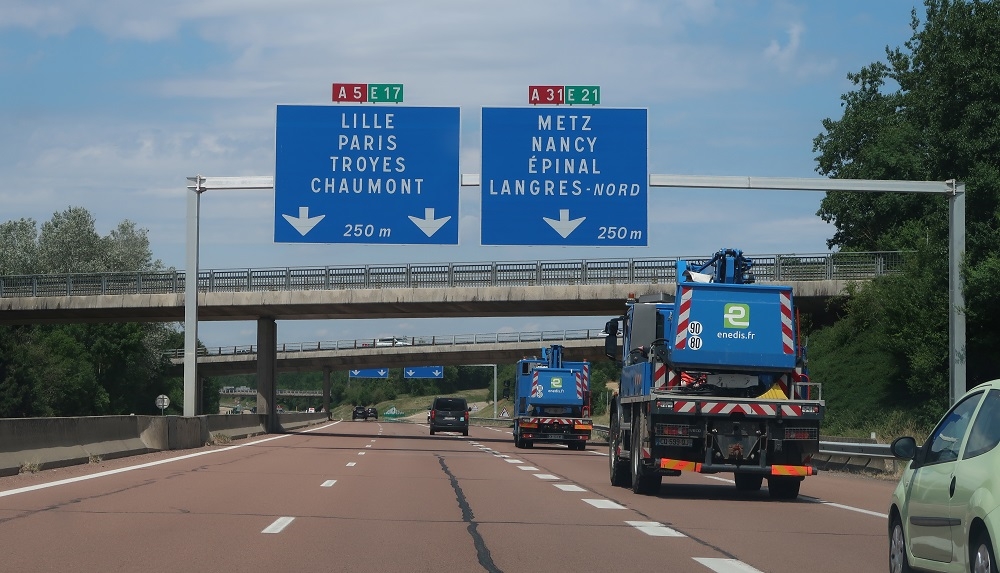 A 5 E 17
LILLE
PARIS
TROYES
CHAUMONT
250 m
A 31 E 21
METZ
NANCY
ÉPINAL
LANGRES-NORD
250 m
enedis.fr
90
80